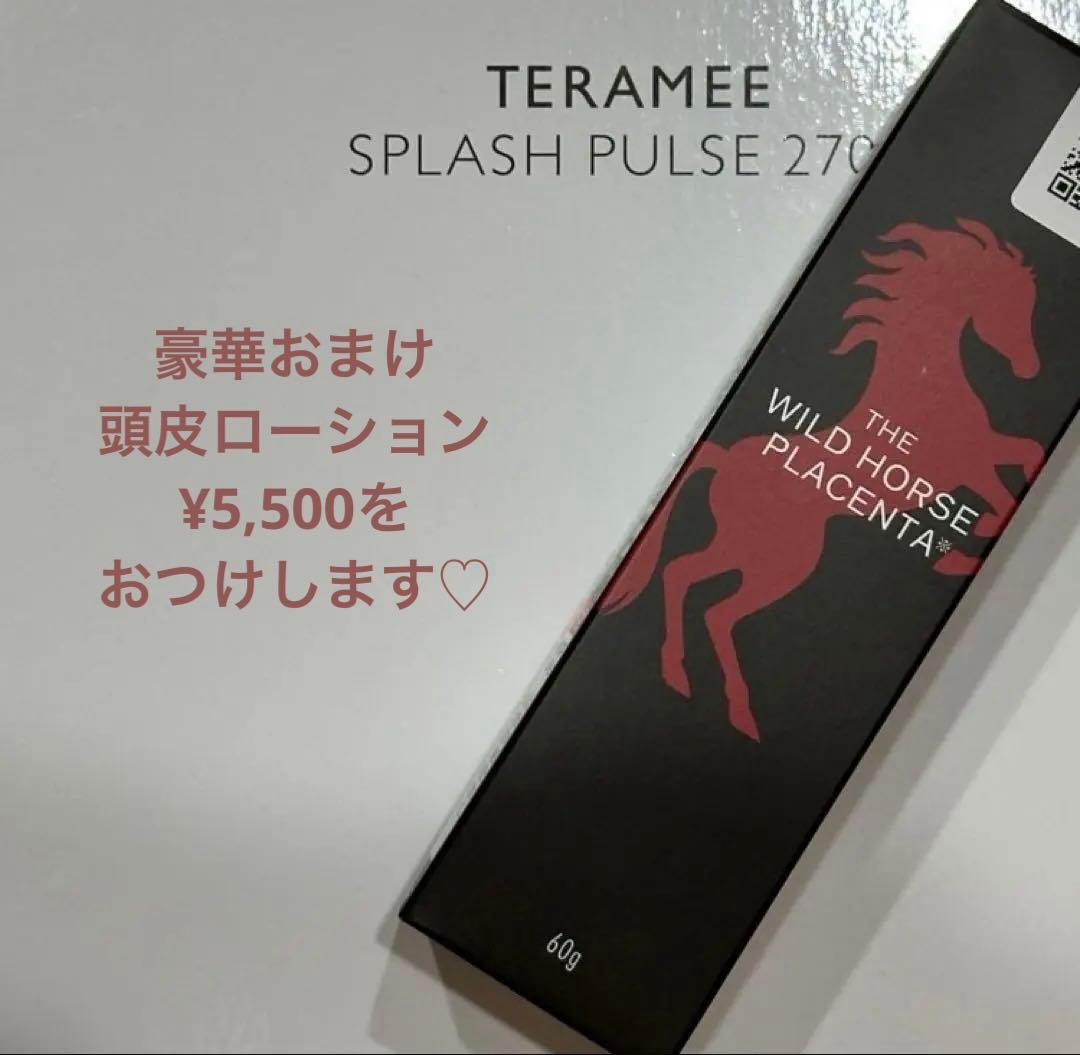 TERAMEE
SPLASH PULSE 270
豪華おまけ
頭皮ローション
¥5,500を
おつけします♡
THE
WILD HORSE
PLACENTA※
60g